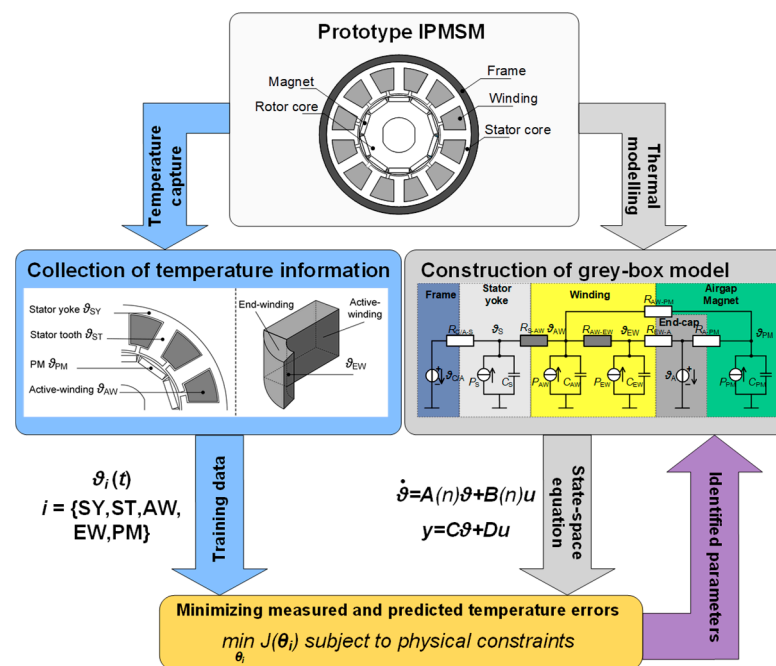 Prototype IPMSM
Magnet
Rotor core
Frame
Winding
Stator core
Temperature
capture
Thermal
modelling
Collection of temperature information
Stator yoke ϑSY
Stator tooth ϑST
PM ϑPM
Active-winding ϑAW
End-winding
Active-
winding
ϑEW
Construction of grey-box model
Frame
Stator
yoke
Winding
Airgap
Magnet
End-cap
RC/A-S
ϑS
RS-AW
ϑAW
RAW-EW
ϑEW
RAW-PM
REW-A
RA-PM
ϑPM
ϑC/A
PS
CS
PAW
CAW
PEW
CEW
ϑA
PPM
CPM
ϑi(t)
i = {SY,ST,AW,
EW,PM}
Training data
ϑ̇=A(n)ϑ+B(n)u
y=Cϑ+Du
State-space
equation
Identified parameters
Minimizing measured and predicted temperature errors
min J(θi) subject to physical constraints
θi